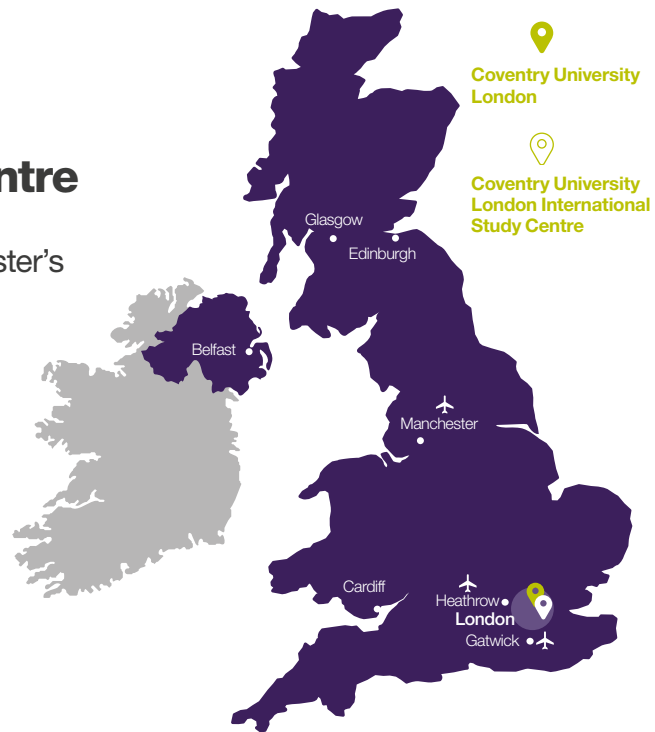 Coventry University
London
ntre
Coventry University
London International
Study Centre
Glasgow
Edinburgh
ster's
Belfast
Manchester
Cardiff
Heathrow
London
Gatwick